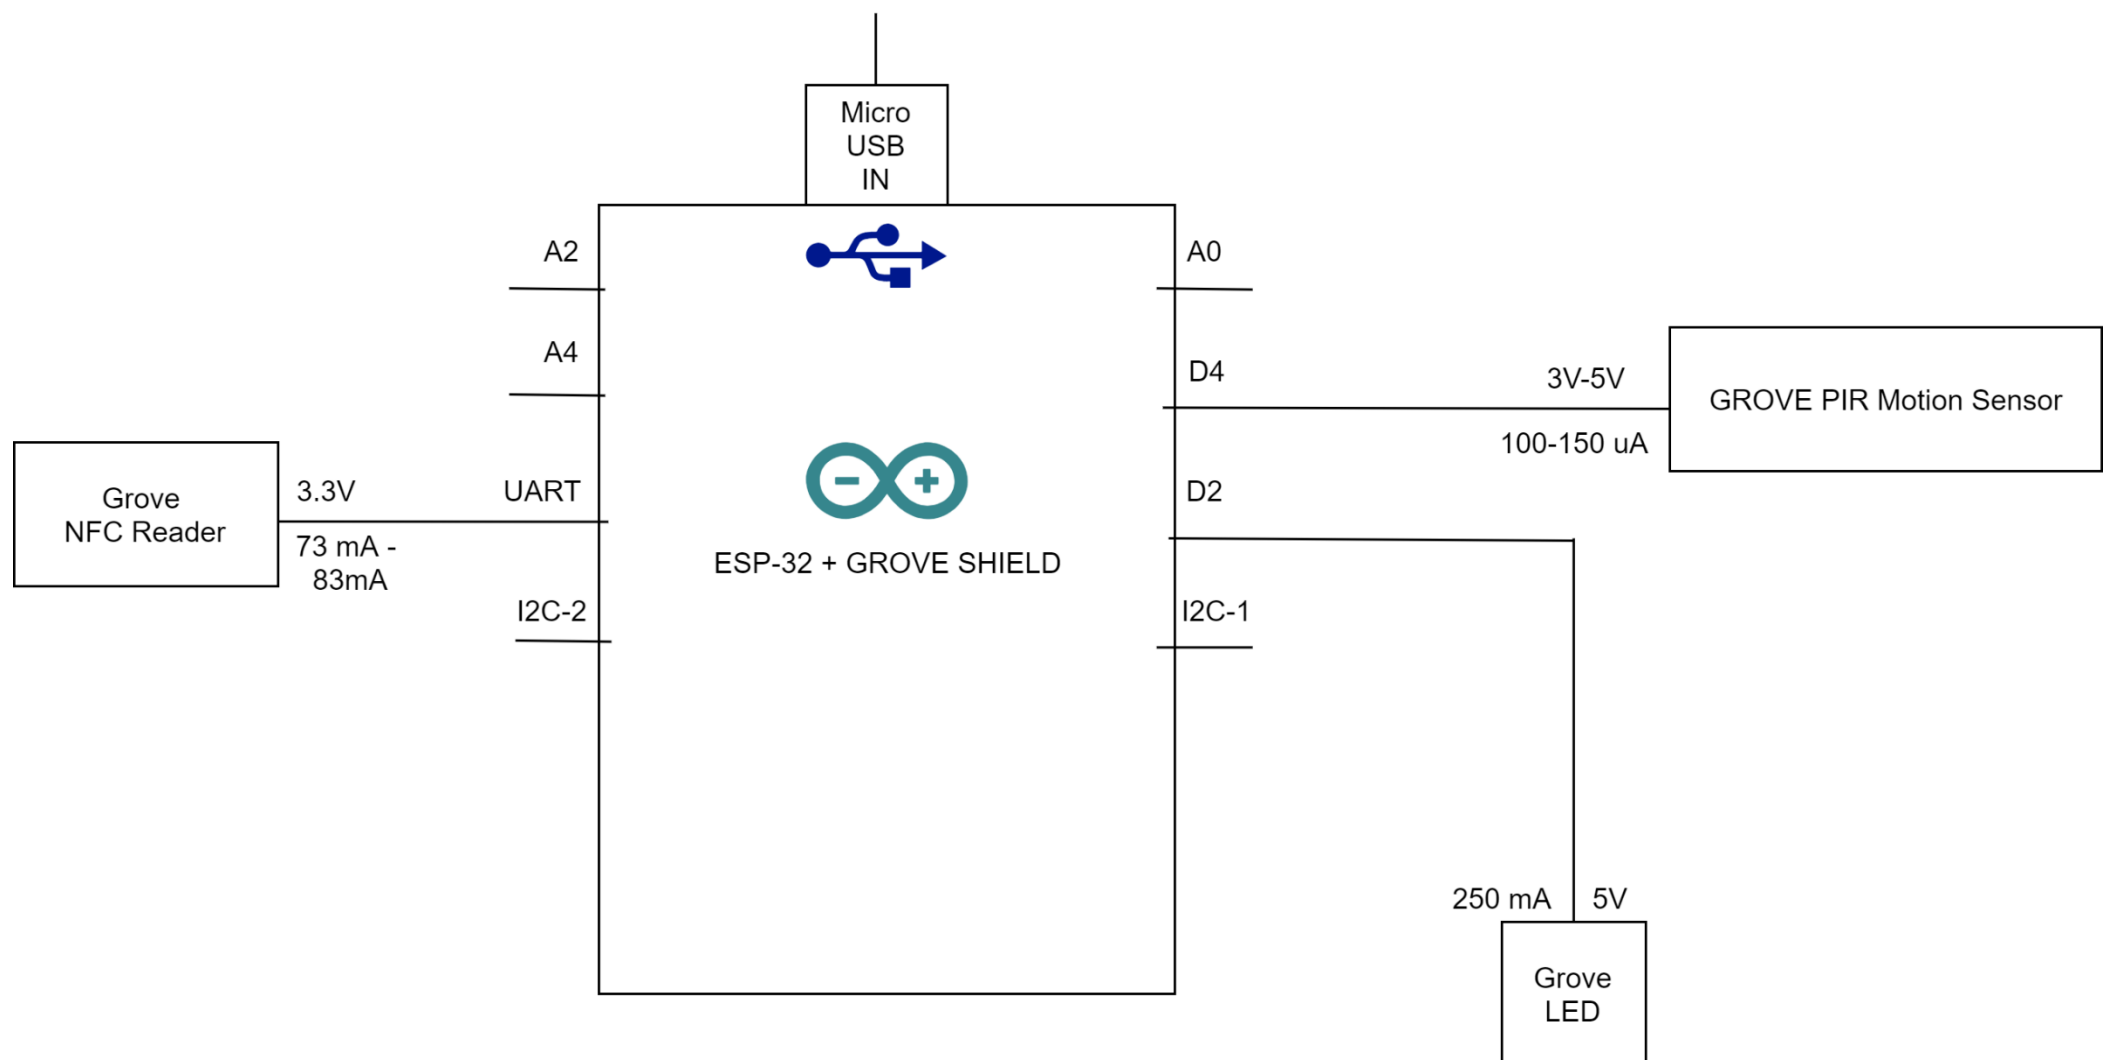 Micro
USB
IN
A2
A0
A4
D4
3V-5V
GROVE PIR Motion Sensor
100-150 uA
Grove
NFC Reader
3.3V
UART
D2
73 mA -
83mA
ESP-32 + GROVE SHIELD
I2C-2
I2C-1
250 mA
5V
Grove
LED